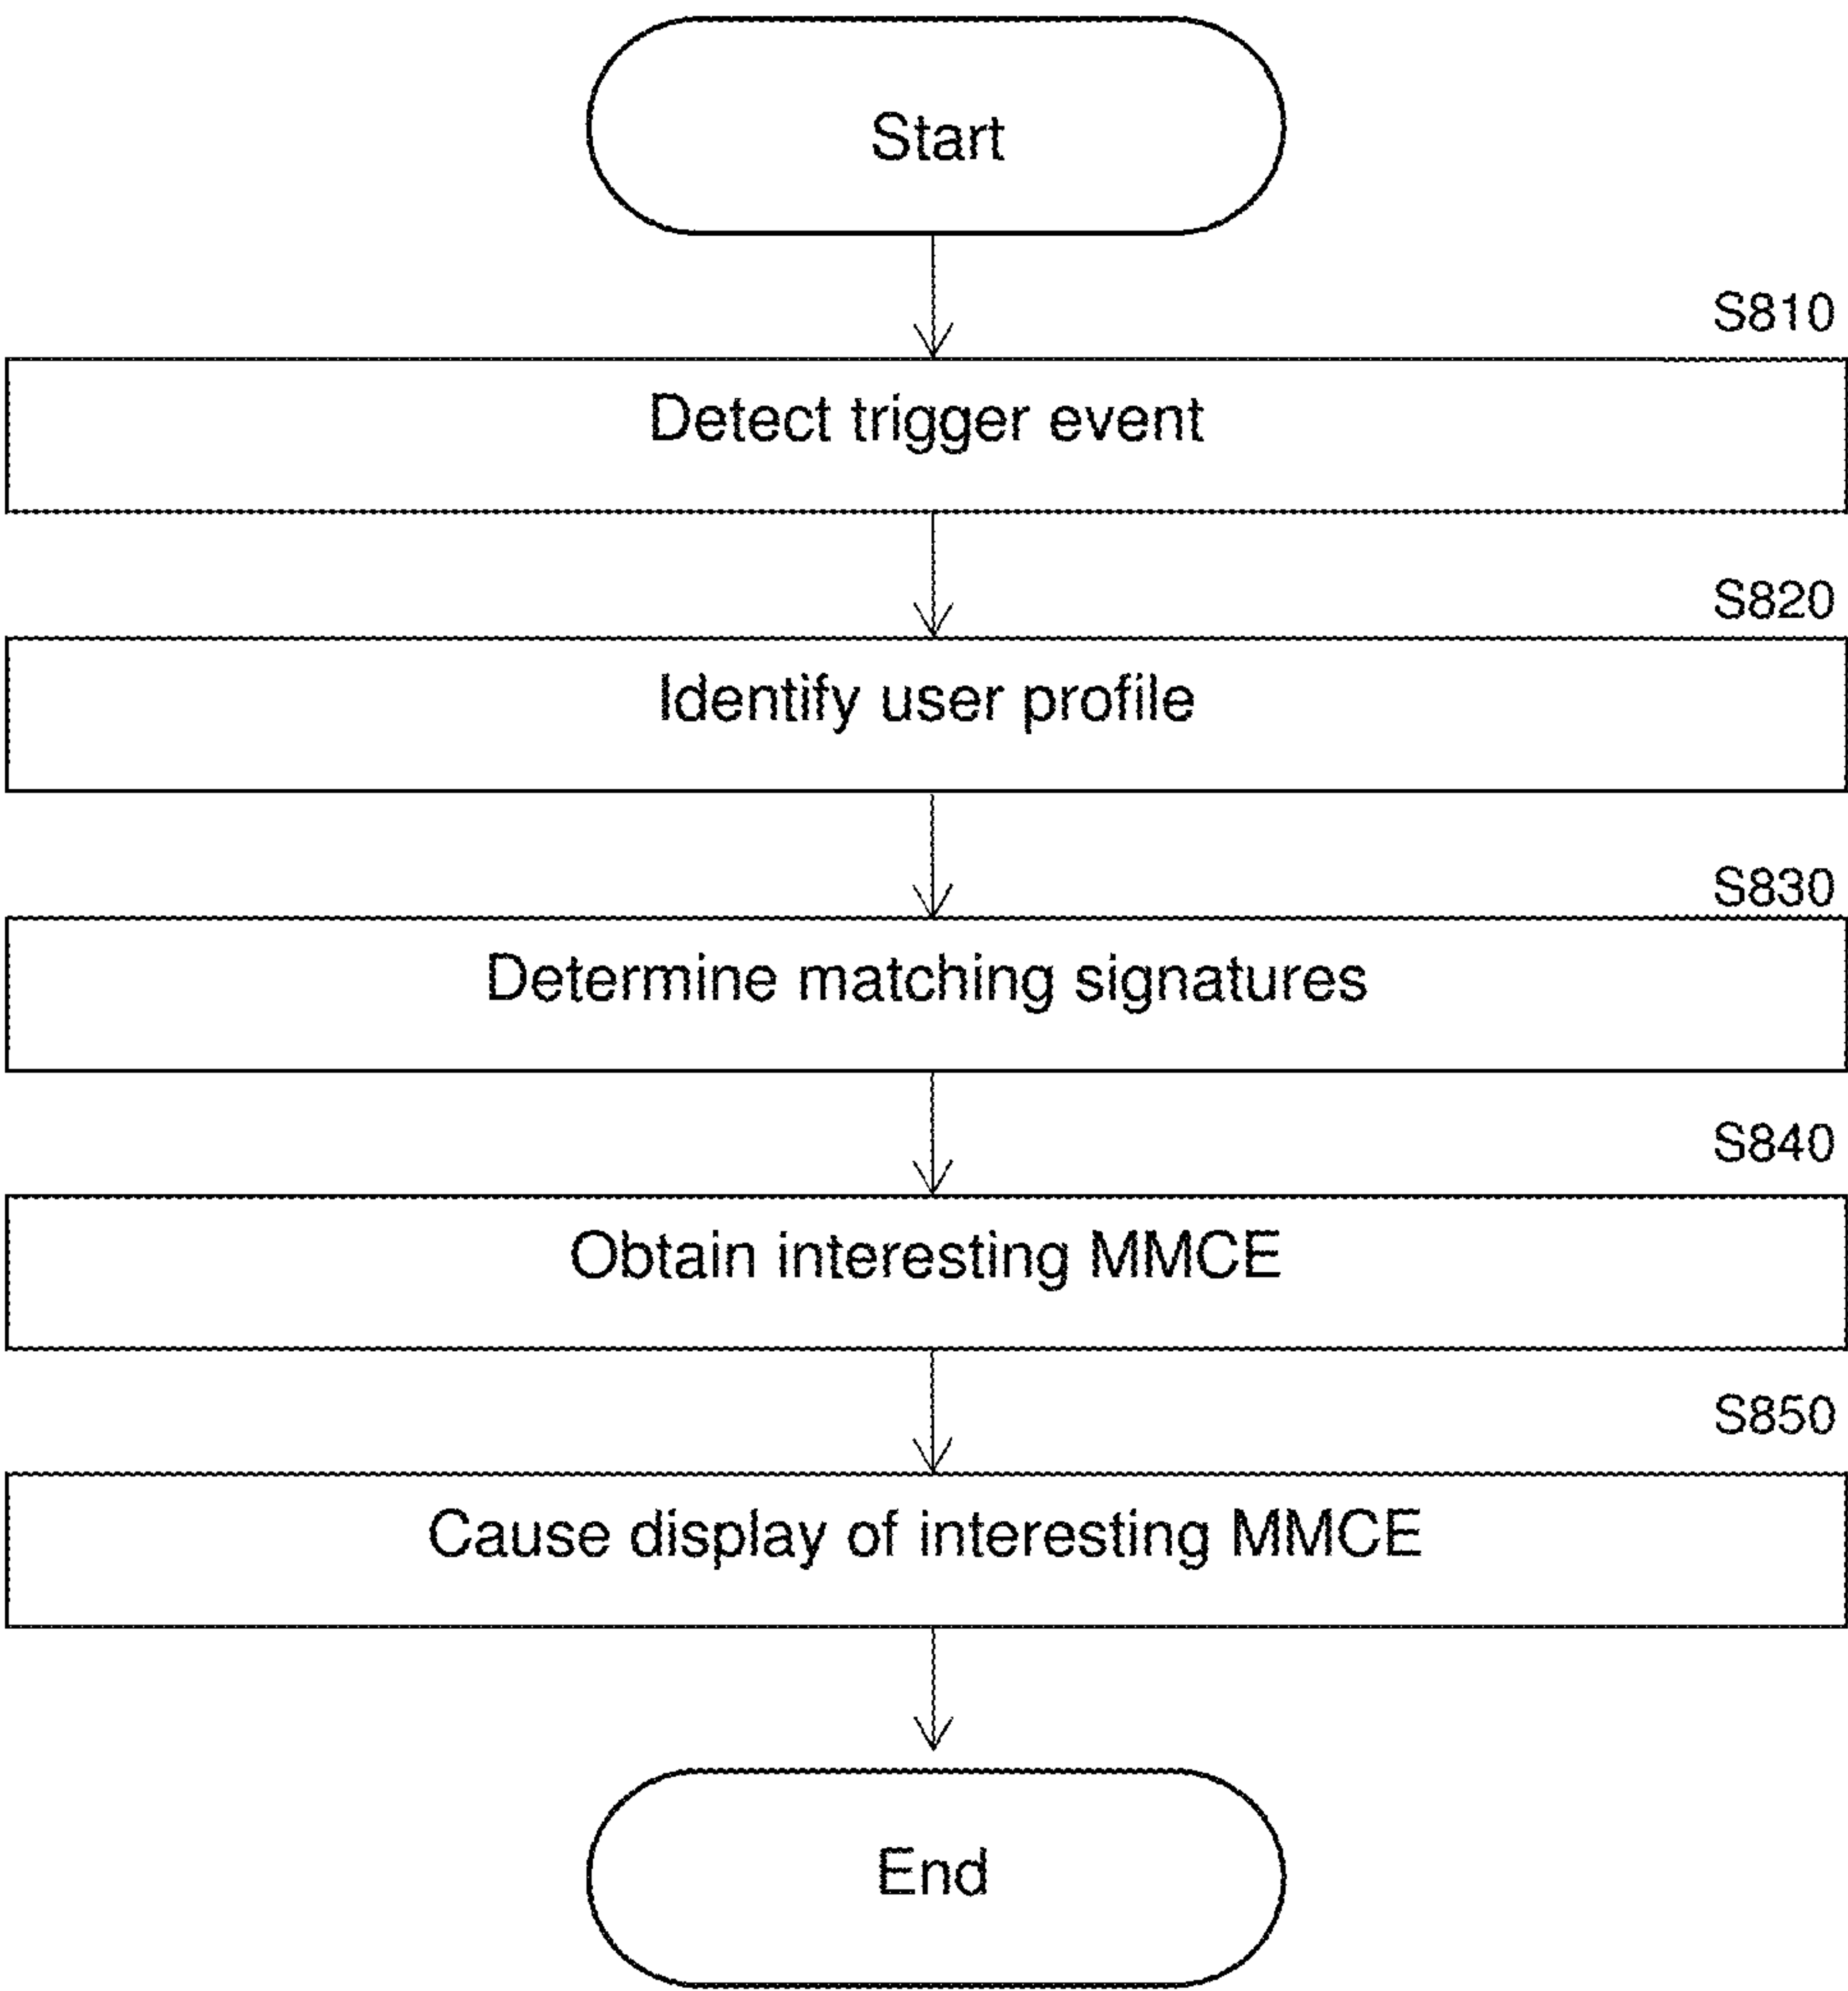 Start
S810
Detect trigger event
S820
Identify user profile
S830
Determine matching signatures
S840
Obtain interesting MMCE
S850
Cause display of interesting MMCE
End